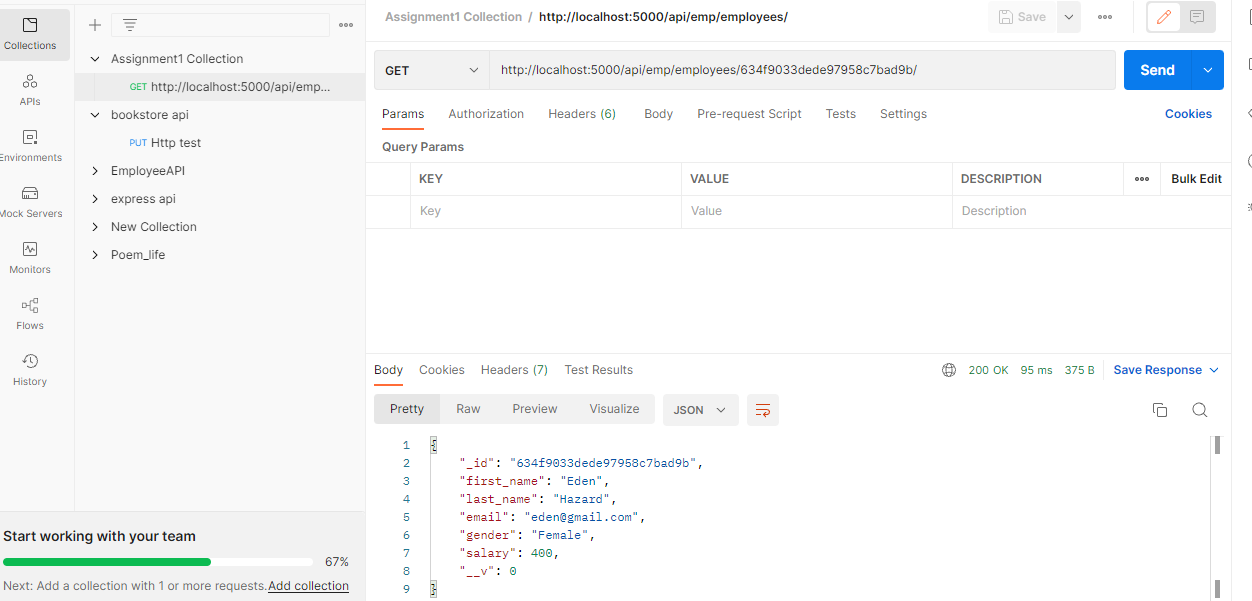 Collections
APIs
Environments
Mock Servers
Monitors
Flows
History
Assignment1 Collection
GET http://localhost:5000/api/emp...
bookstore api
PUT Http test
EmployeeAPI
express api
New Collection
Poem_life
Start working with your team
67%
Next: Add a collection with 1 or more requests. Add collection
Assignment1 Collection / http://localhost:5000/api/emp/employees/
Save
GET http://localhost:5000/api/emp/employees/634f9033dede97958c7bad9b/
Send
Params Authorization Headers (6) Body Pre-request Script Tests Settings Cookies
Query Params
KEY VALUE DESCRIPTION Bulk Edit
Key Value Description
Body Cookies Headers (7) Test Results 200 OK 95 ms 375 B Save Response
Pretty Raw Preview Visualize JSON
1 {
2 "_id": "634f9033dede97958c7bad9b",
3 "first_name": "Eden",
4 "last_name": "Hazard",
5 "email": "eden@gmail.com",
6 "gender": "Female",
7 "salary": 400,
8 "__v": 0
9 }